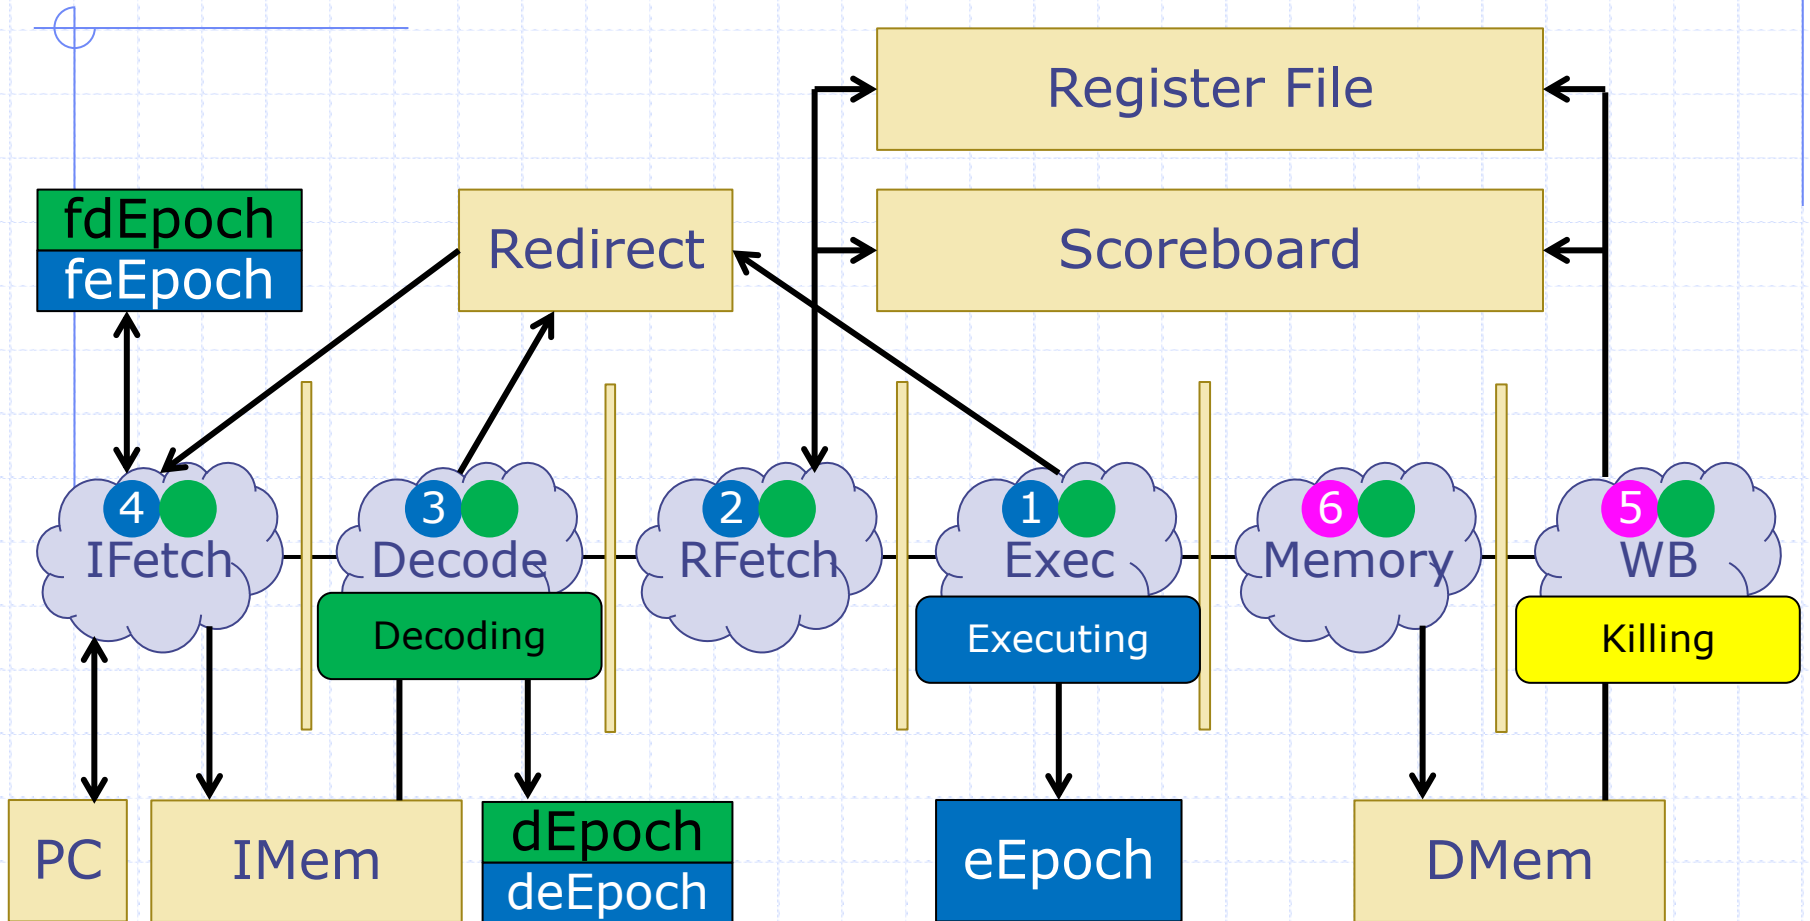 Register File
fdEpoch
feEpoch
Redirect
Scoreboard
4
IFetch
3
Decode
2
RFetch
1
Exec
6
Memory
5
WB
Decoding
Executing
Killing
PC
IMem
dEpoch
deEpoch
eEpoch
DMem